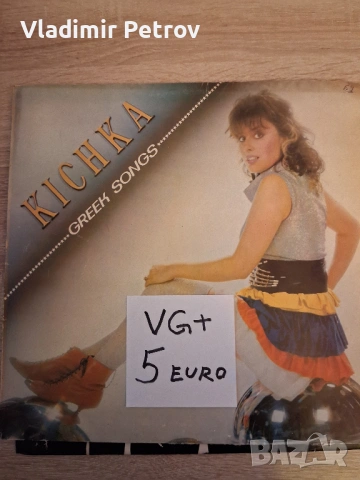 Vladimir Petrov
KICHKA
GREEK SONGS
VG+
5 EURO
BAZAR